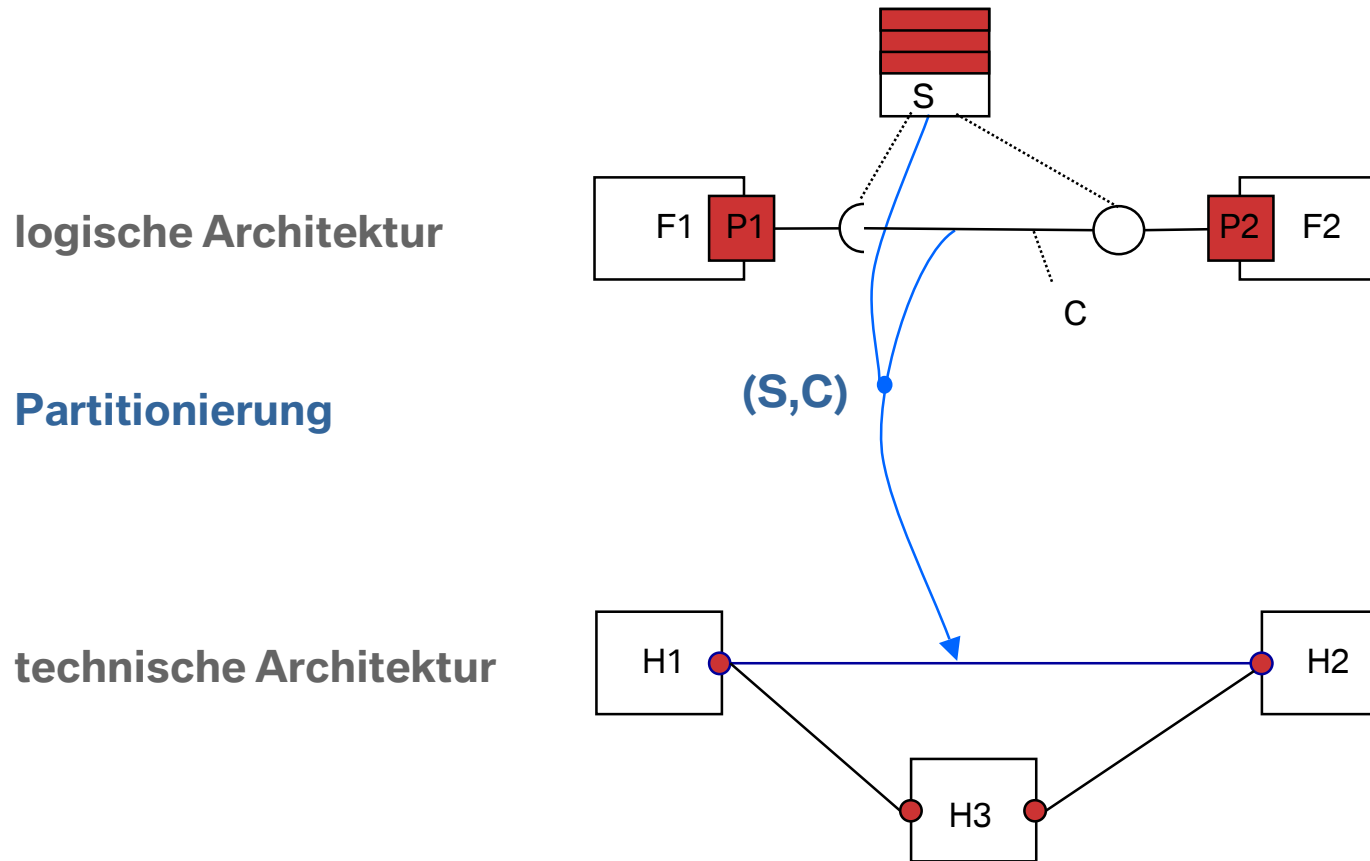 S
logische Architektur
F1 P1 P2 F2
C
Partitionierung
(S,C)
technische Architektur
H1 H2
H3